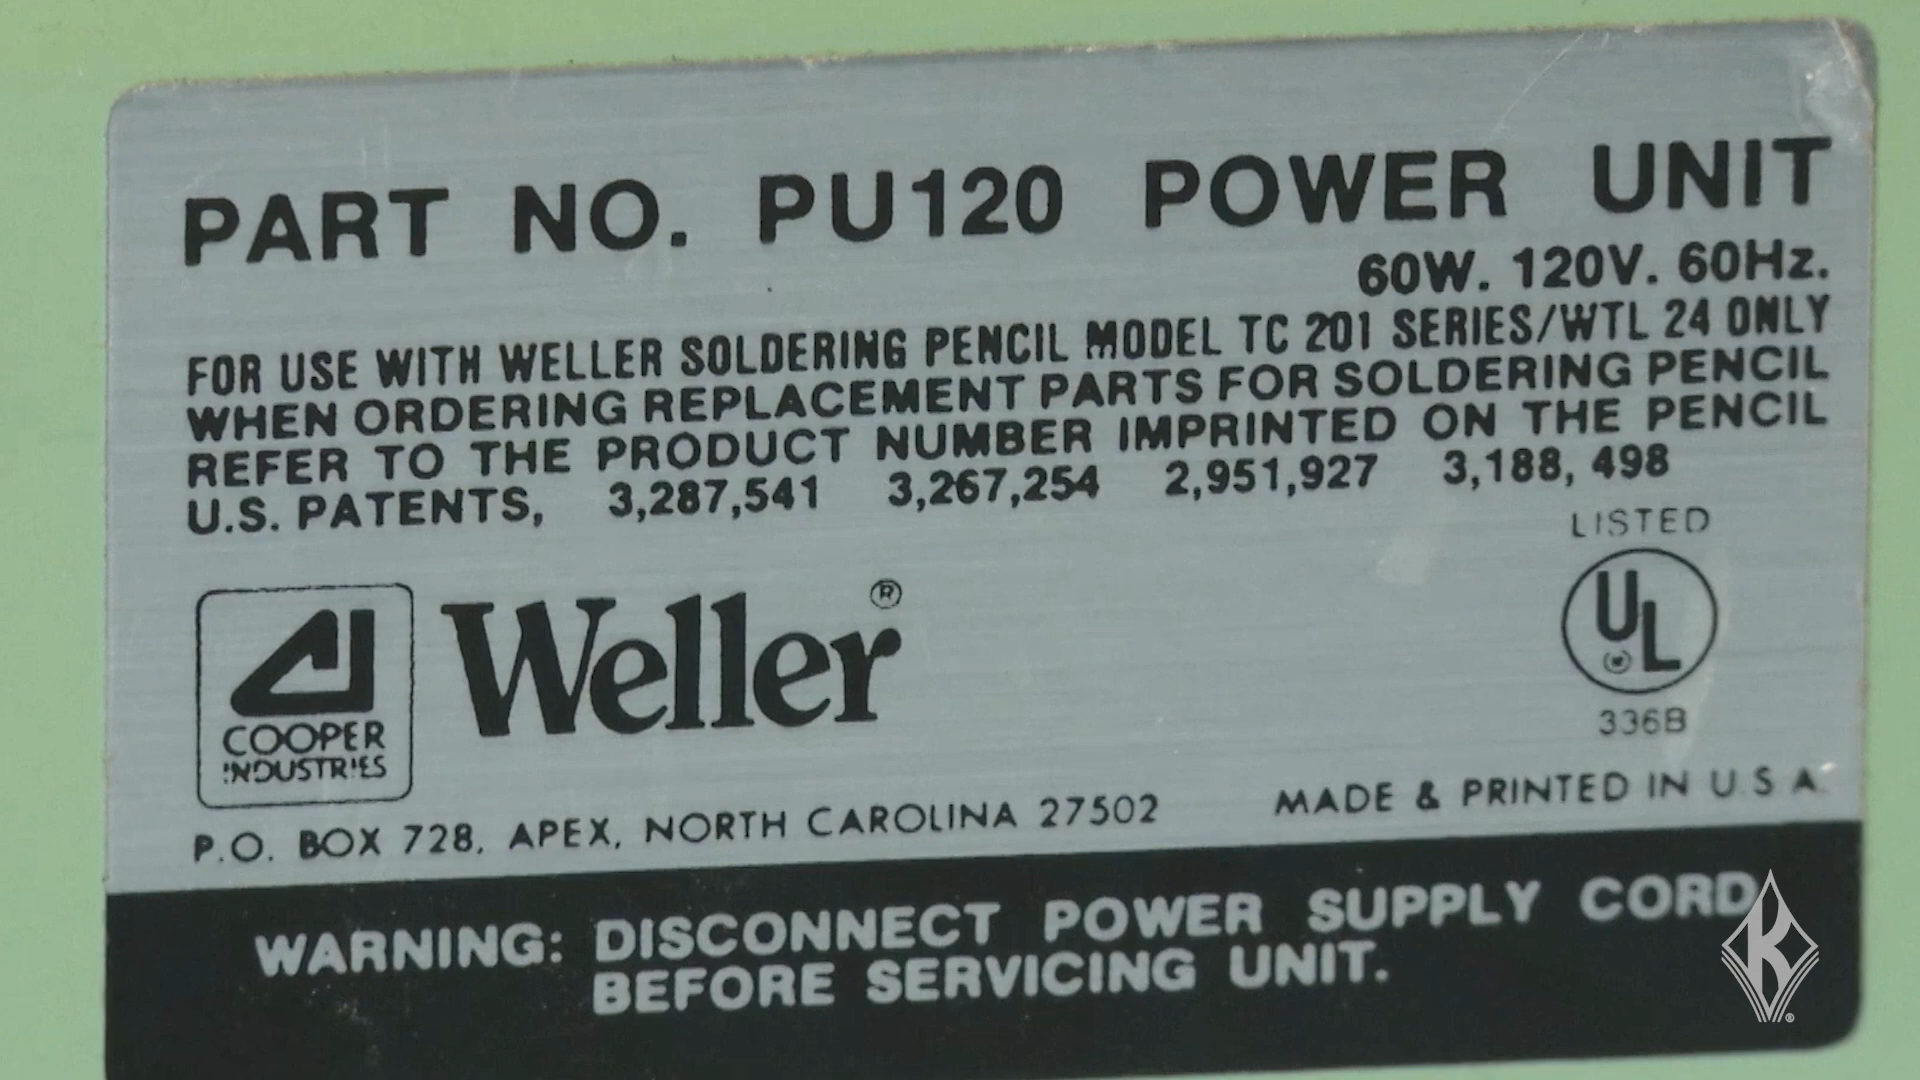 PART NO. PU120 POWER UNIT
60W. 120V. 60Hz.
FOR USE WITH WELLER SOLDERING PENCIL MODEL TC 201 SERIES/WTL 24 ONLY
WHEN ORDERING REPLACEMENT PARTS FOR SOLDERING PENCIL
REFER TO THE PRODUCT NUMBER IMPRINTED ON THE PENCIL
U.S. PATENTS, 3,287,541 3,267,254 2,951,927 3,188, 498
LISTED
UL
336B
COOPER
INDUSTRIES
Weller®
P.O. BOX 728, APEX, NORTH CAROLINA 27502
MADE & PRINTED IN U.S.A.
WARNING: DISCONNECT POWER SUPPLY CORD
BEFORE SERVICING UNIT.
K®